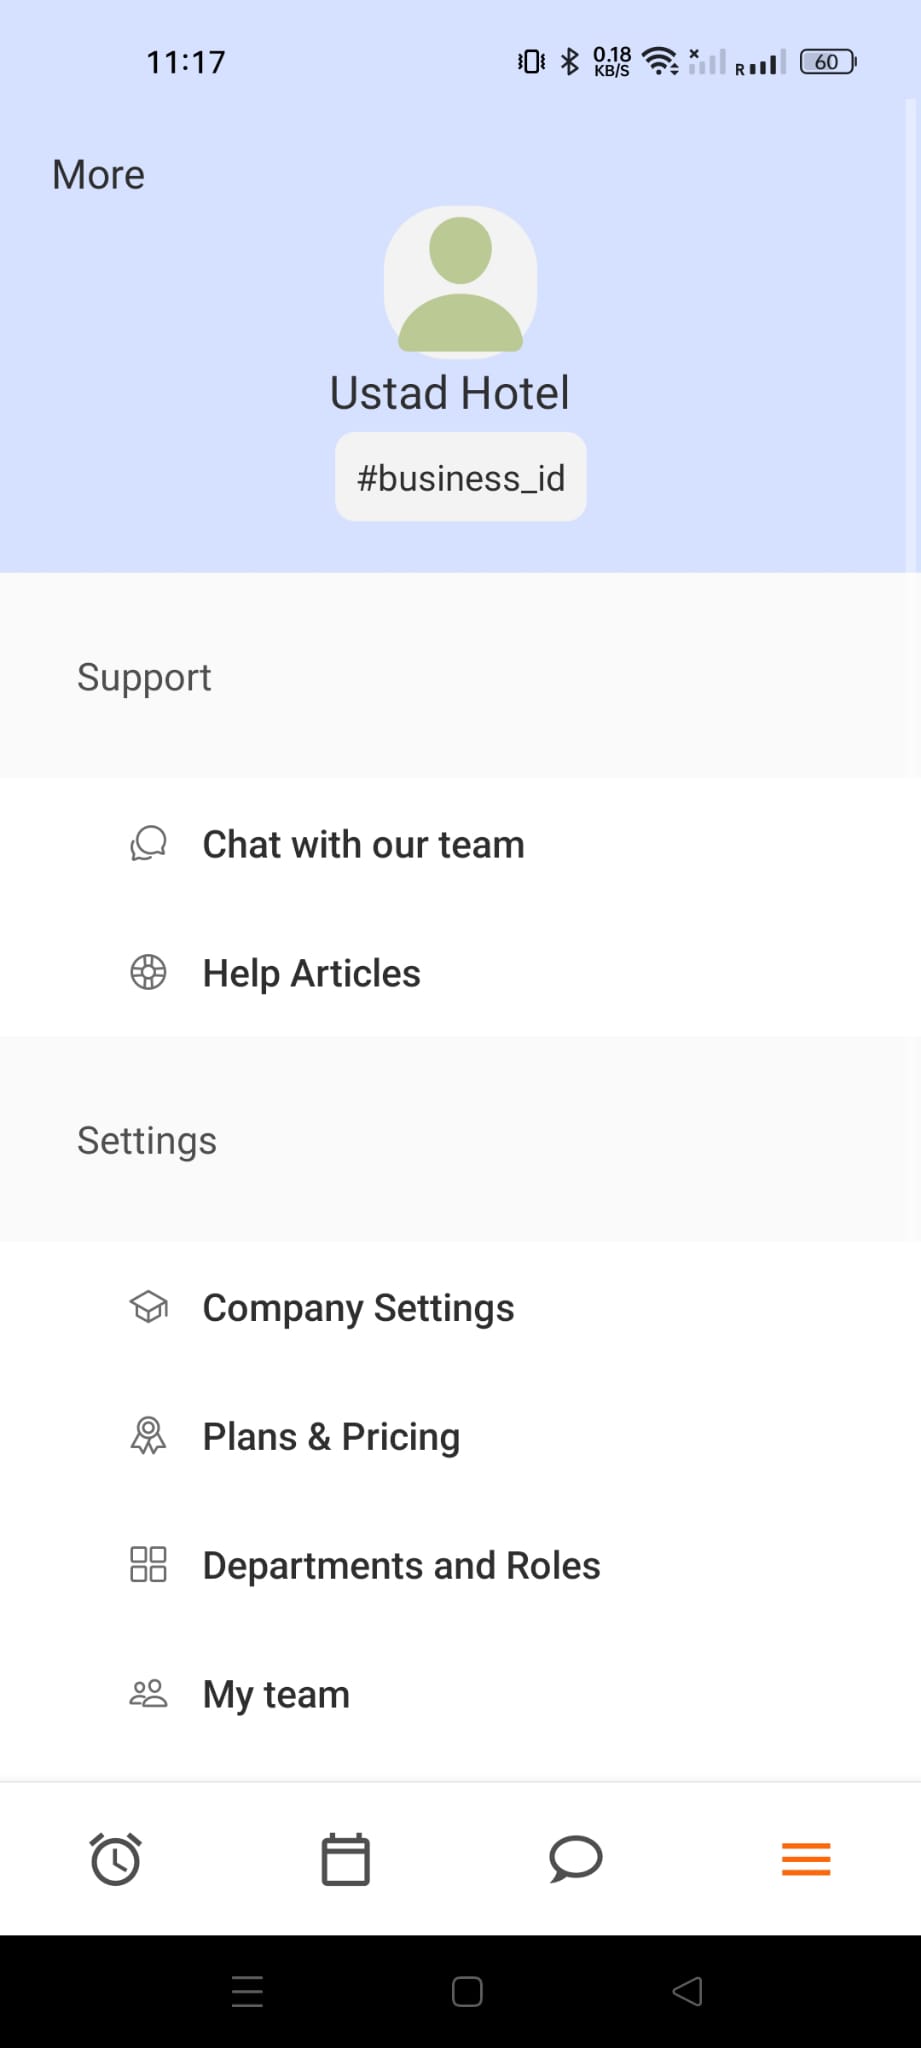 11:17
0.18
KB/S
R
60
More
Ustad Hotel
#business_id
Support
Chat with our team
Help Articles
Settings
Company Settings
Plans & Pricing
Departments and Roles
My team